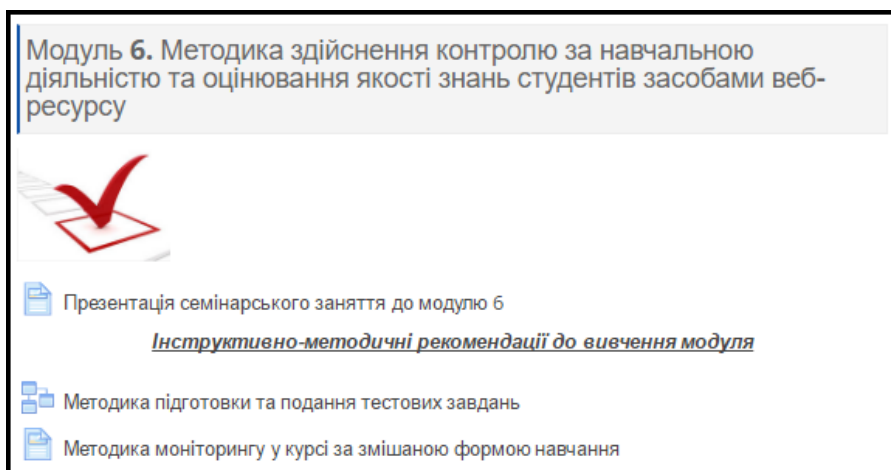 Модуль 6. Методика здійснення контролю за навчальною
діяльністю та оцінювання якості знань студентів засобами веб-
ресурсу
Презентація семінарського заняття до модулю 6
Інструктивно-методичні рекомендації до вивчення модуля
Методика підготовки та подання тестових завдань
Методика моніторингу у курсі за змішаною формою навчання